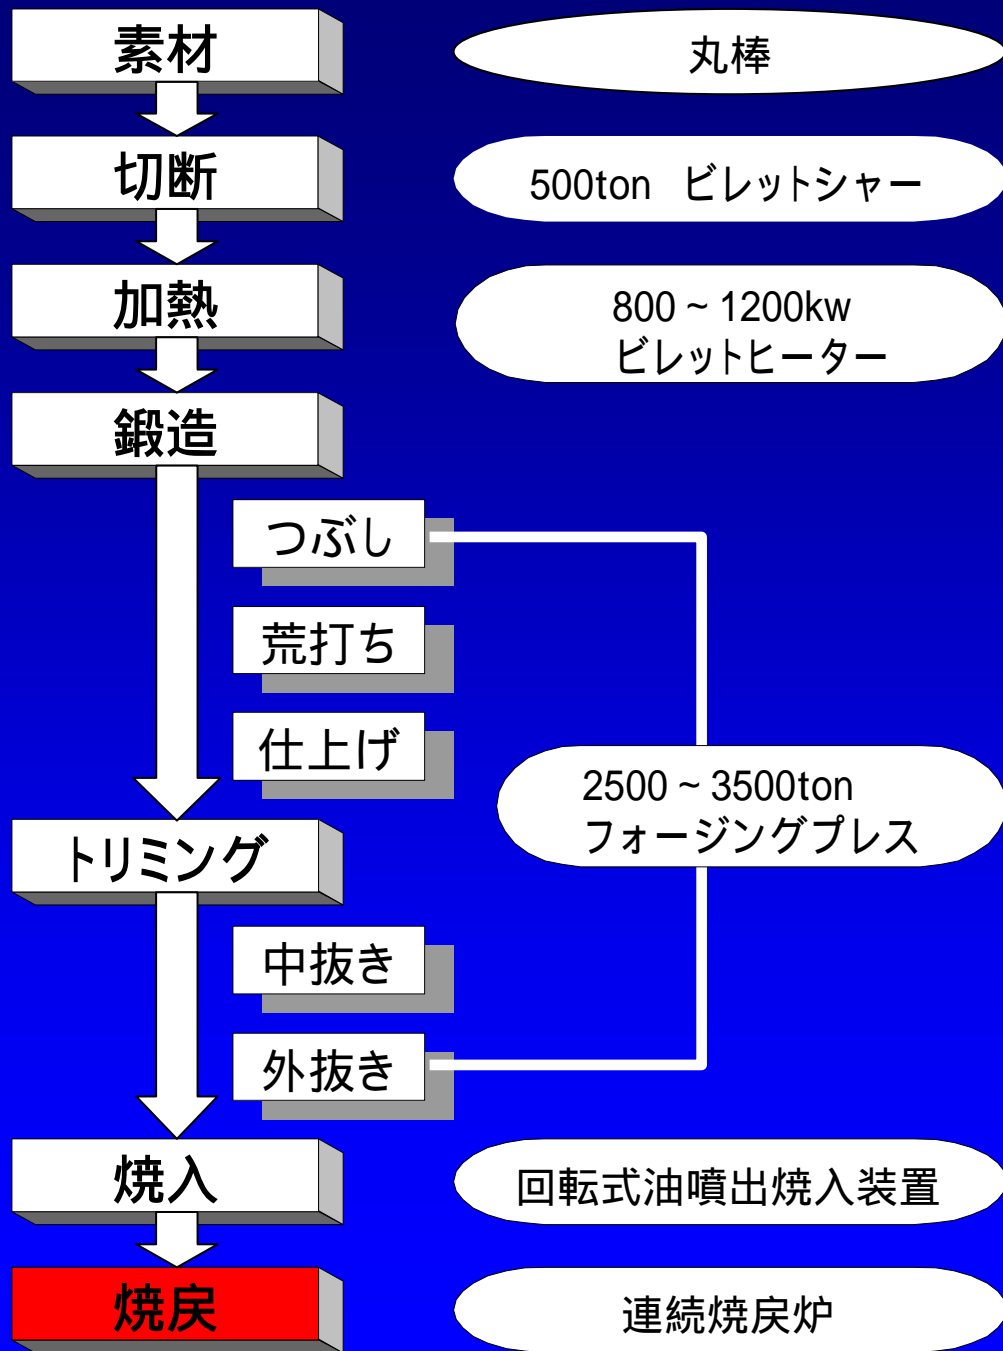 素材
丸棒
切断
500ton ビレットシャー
加熱
800 ~ 1200kw
ビレットヒーター
鍛造
つぶし
荒打ち
仕上げ
2500 ~ 3500ton
フォージングプレス
トリミング
中抜き
外抜き
焼入
回転式油噴出焼入装置
焼戻
連続焼戻炉